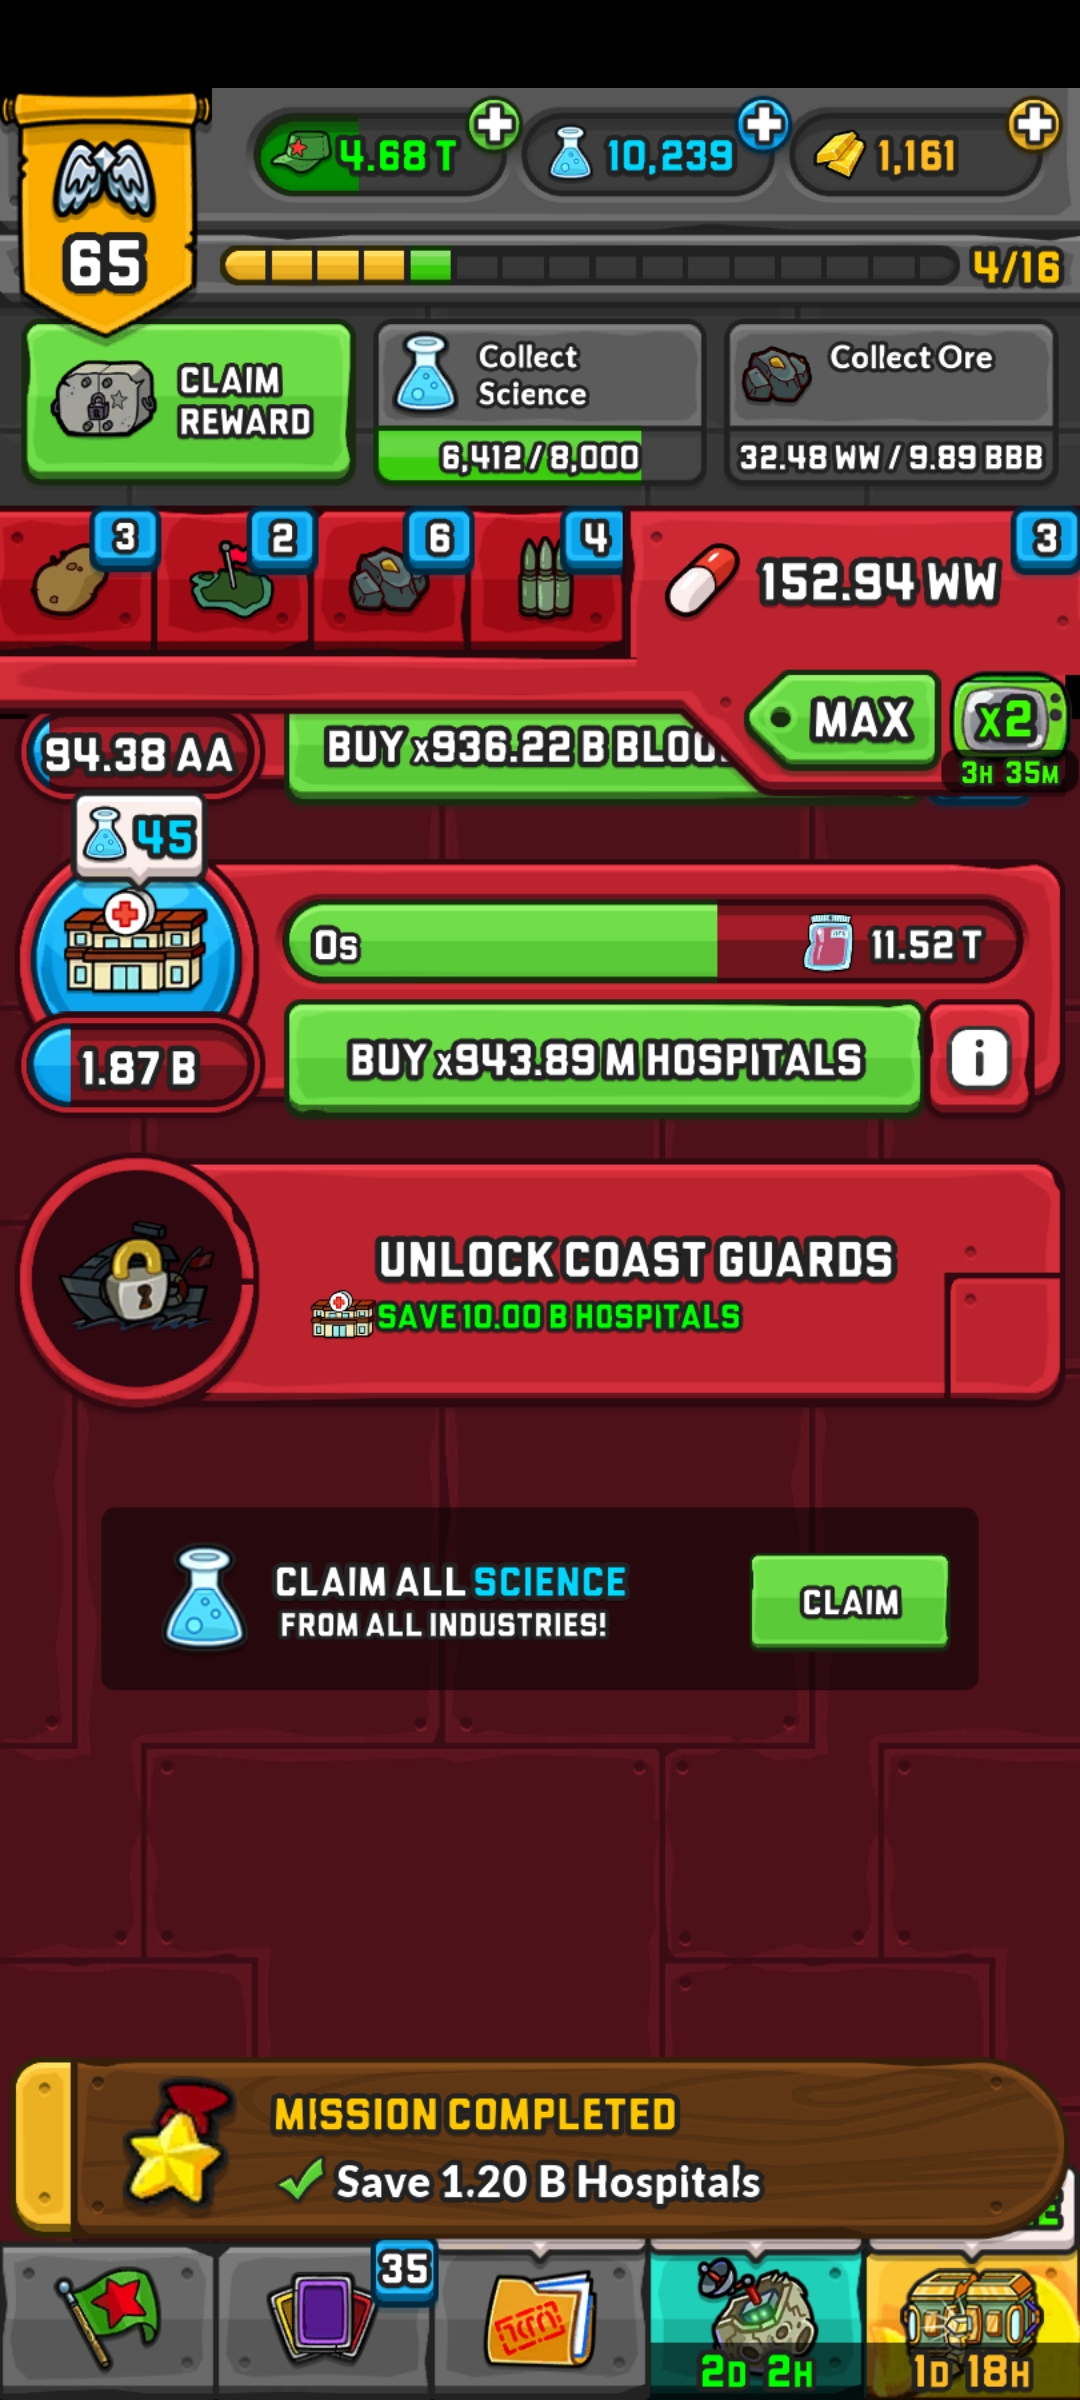 4.68 T
10,239
1,161
65
4/16
CLAIM
REWARD
Collect
Science
6,412 / 8,000
Collect Ore
32.48 WW / 9.89 BBB
3
2
6
4
3
152.94 WW
MAX
x2
3H 35M
94.38 AA
BUY x936.22 B BLOO
45
0s
11.52 T
1.87 B
BUY x943.89 M HOSPITALS
i
UNLOCK COAST GUARDS
SAVE 10.00 B HOSPITALS
CLAIM ALL SCIENCE
FROM ALL INDUSTRIES!
CLAIM
MISSION COMPLETED
Save 1.20 B Hospitals
35
2D 2H
1D 18H